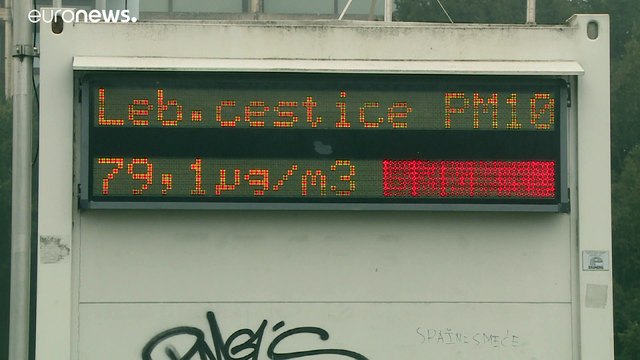 euronews.
Leb.cestice PM10
79,1µg/m3